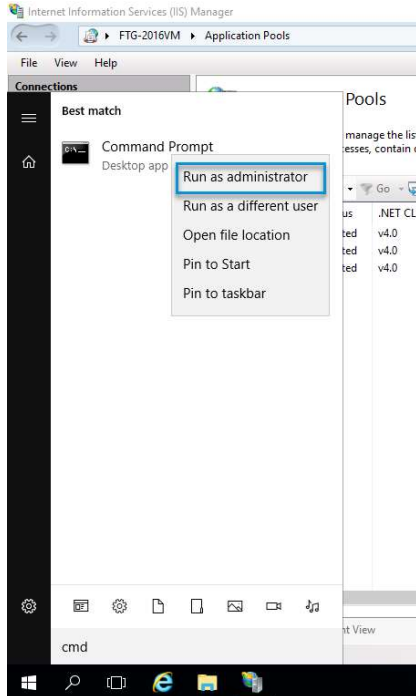 Internet Information Services (IIS) Manager
FTG-2016VM Application Pools
File View Help
Connections
Best match
Command Prompt
Desktop app
Run as administrator
Run as a different user
Open file location
Pin to Start
Pin to taskbar
Pools
manage the lis
esses, contain
Go
us .NET CL
ted v4.0
ted v4.0
ted v4.0
nt View
cmd